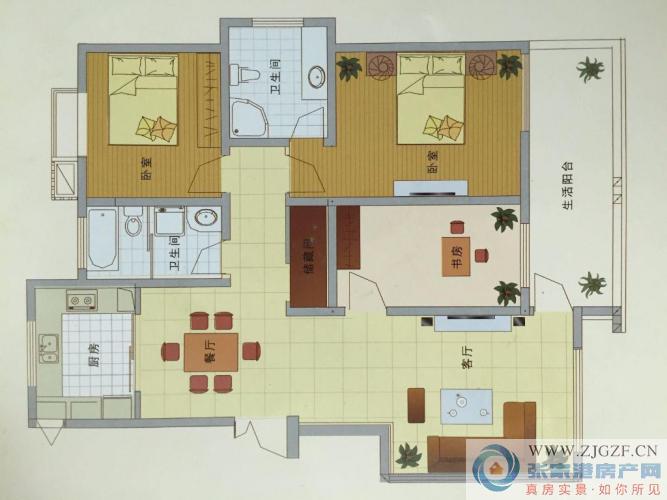 卫生间
卧室
卧室
生活阳台
卫生间
储藏间
书房
厨房
餐厅
客厅
WWW.ZJGZF.CN
张家港房产网
真房实景·如你所见